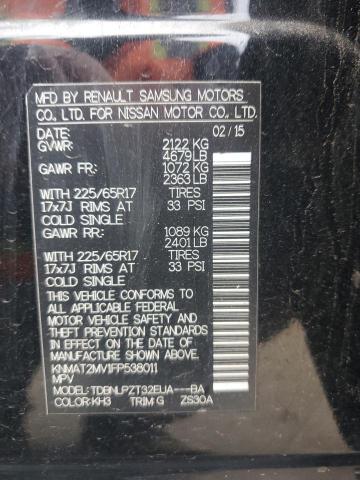 MFD BY RENAULT SAMSUNG MOTORS
CO., LTD. FOR NISSAN MOTOR CO., LTD.
02/15
GVWR: 2122 KG
4679 LB
GAWR FR: 1072 KG
2363 LB
WITH 225/65R17 TIRES
17x7J RIMS AT 33 PSI
COLD SINGLE
GAWR RR: 1089 KG
2401 LB
WITH 225/65R17 TIRES
17x7J RIMS AT 33 PSI
COLD SINGLE
THIS VEHICLE CONFORMS TO
ALL APPLICABLE FEDERAL
MOTOR VEHICLE SAFETY, BUMPER
THEFT PREVENTION STANDARDS
IN EFFECT ON THE DATE OF
MANUFACTURE SHOWN ABOVE.
KNMAT2MV1FP538011
MPV
MODEL: TDBNLPZT32EUA---BA
COLOR: KH3 TRIM: G ZS30A